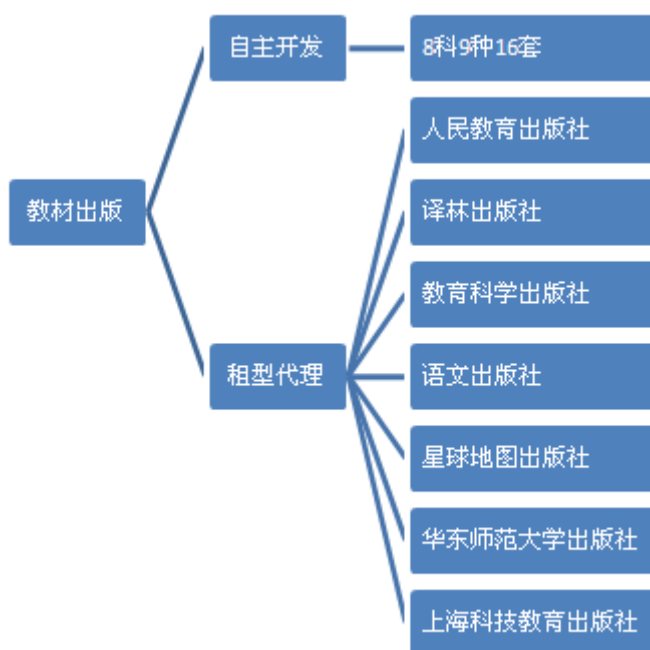 教材出版
自主开发
8科9种16套
租型代理
人民教育出版社
译林出版社
教育科学出版社
语文出版社
星球地图出版社
华东师范大学出版社
上海科技教育出版社